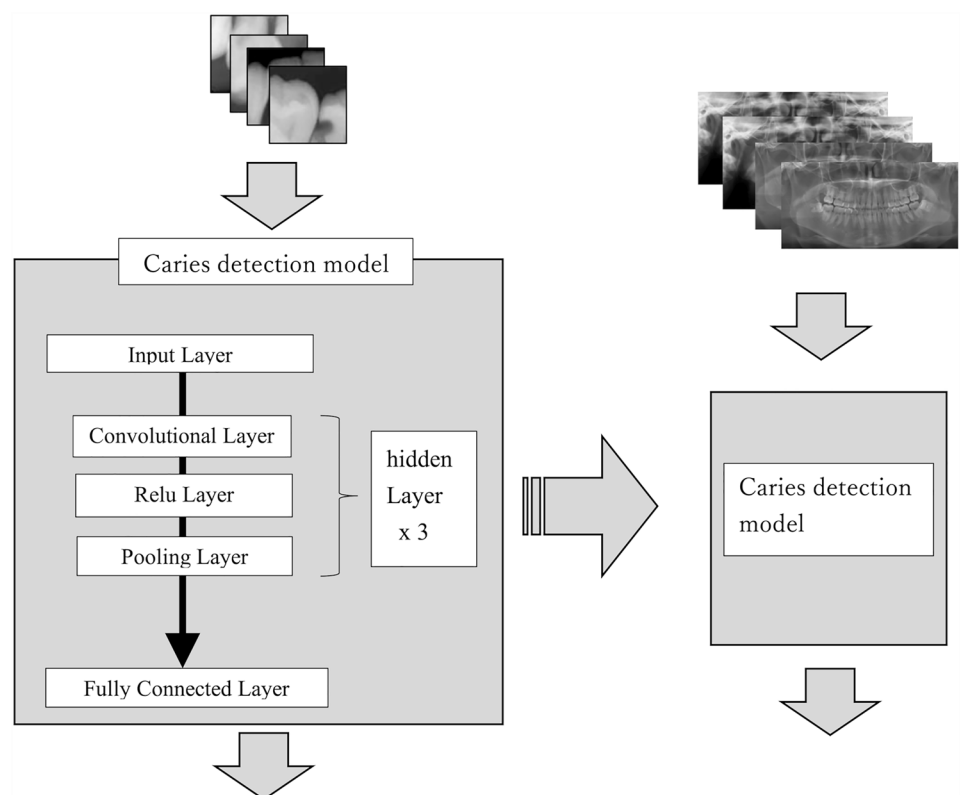 Caries detection model
Input Layer
Convolutional Layer
Relu Layer
Pooling Layer
hidden
Layer
x 3
Fully Connected Layer
Caries detection
model